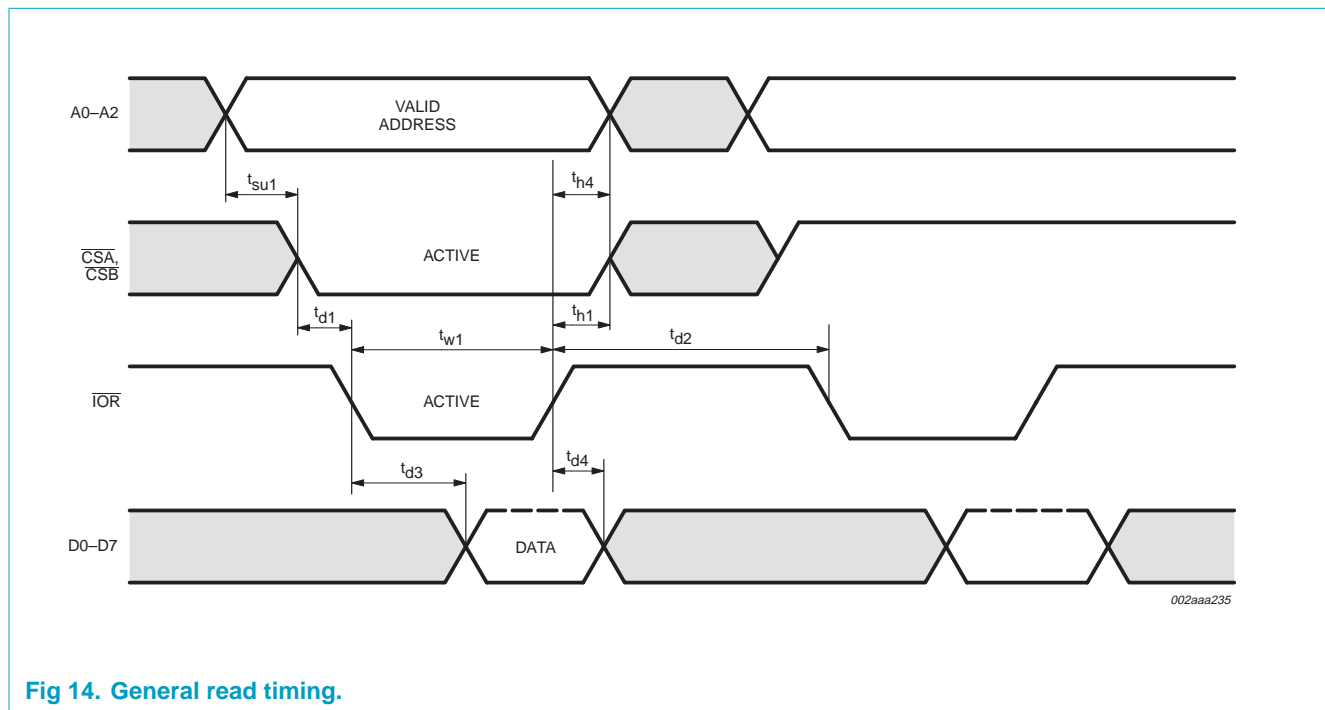 A0–A2
VALID
ADDRESS
tsu1
th4
CSA,
CSB
ACTIVE
td1
th1
tw1
td2
IOR
ACTIVE
td3
td4
D0–D7
DATA
002aaa235
Fig 14. General read timing.